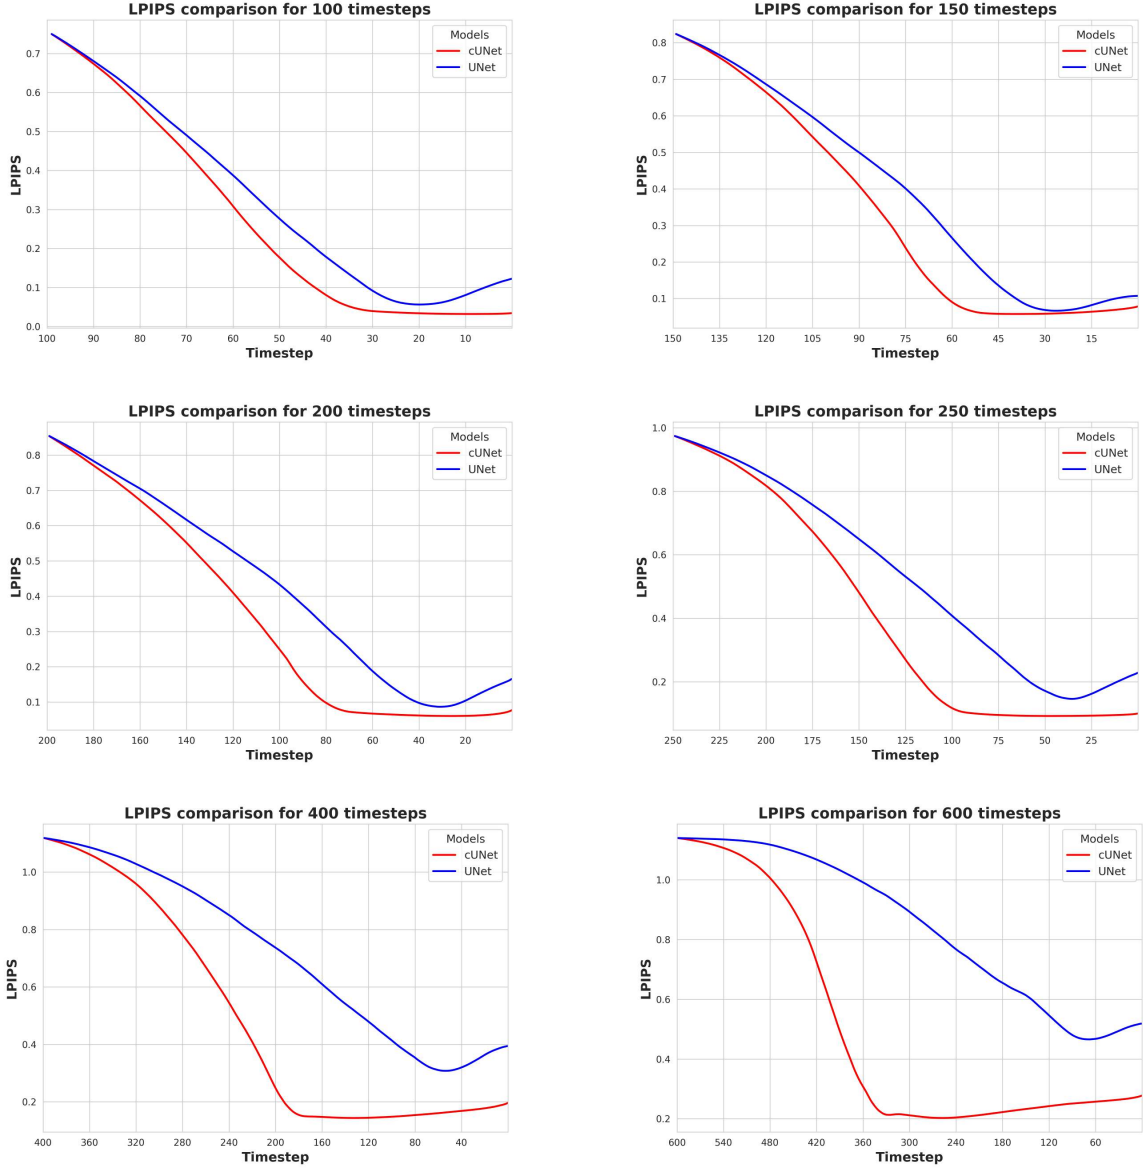 LPIPS comparison for 100 timesteps
Models
cUNet
UNet
LPIPS
0.7
0.6
0.5
0.4
0.3
0.2
0.1
0.0
100 90 80 70 60 50 40 30 20 10
Timestep
LPIPS comparison for 150 timesteps
Models
cUNet
UNet
LPIPS
0.8
0.7
0.6
0.5
0.4
0.3
0.2
0.1
150 135 120 105 90 75 60 45 30 15
Timestep
LPIPS comparison for 200 timesteps
Models
cUNet
UNet
LPIPS
0.8
0.7
0.6
0.5
0.4
0.3
0.2
0.1
200 180 160 140 120 100 80 60 40 20
Timestep
LPIPS comparison for 250 timesteps
Models
cUNet
UNet
LPIPS
1.0
0.8
0.6
0.4
0.2
250 225 200 175 150 125 100 75 50 25
Timestep
LPIPS comparison for 400 timesteps
Models
cUNet
UNet
LPIPS
1.0
0.8
0.6
0.4
0.2
400 360 320 280 240 200 160 120 80 40
Timestep
LPIPS comparison for 600 timesteps
Models
cUNet
UNet
LPIPS
1.0
0.8
0.6
0.4
0.2
600 540 480 420 360 300 240 180 120 60
Timestep